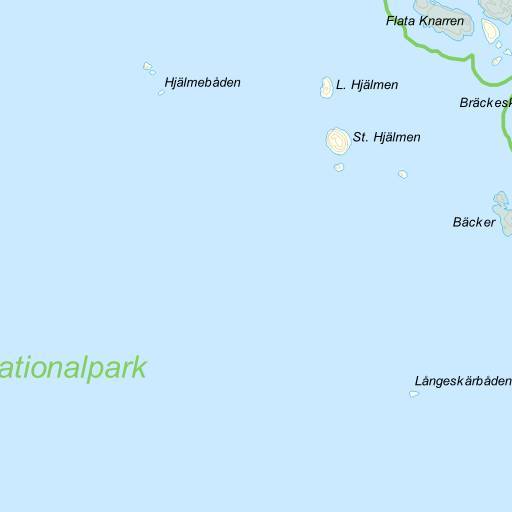 Flata Knarren
Hjälmebåden
L. Hjälmen
Bräckesk
St. Hjälmen
Bäcker
ationalpark
Långeskärbåden